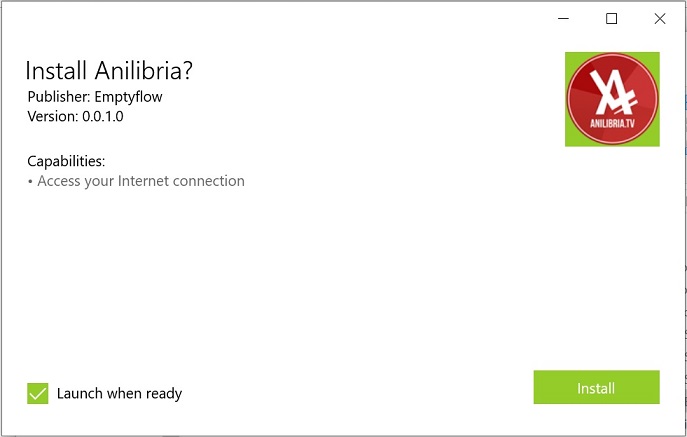 Install Anilibria?
Publisher: Emptyflow
Version: 0.0.1.0
ANILIBRIA.TV
Capabilities:
• Access your Internet connection
Launch when ready
Install